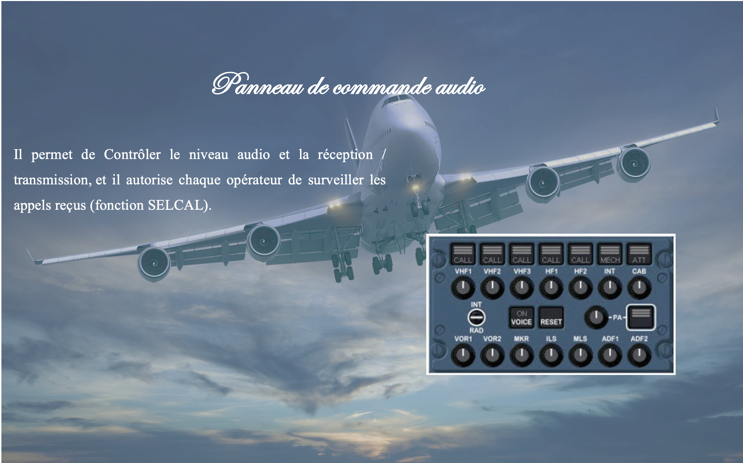 Panneau de commande audio
Il permet de Contrôler le niveau audio et la réception /
transmission, et il autorise chaque opérateur de surveiller les
appels reçus (fonction SELCAL).
CALL CALL CALL CALL CALL MECH ATT
VHF1 VHF2 VHF3 HF1 HF2 INT CAB
INT
ON
VOICE RESET PA
RAD
VOR1 VOR2 MKR ILS MLS ADF1 ADF2